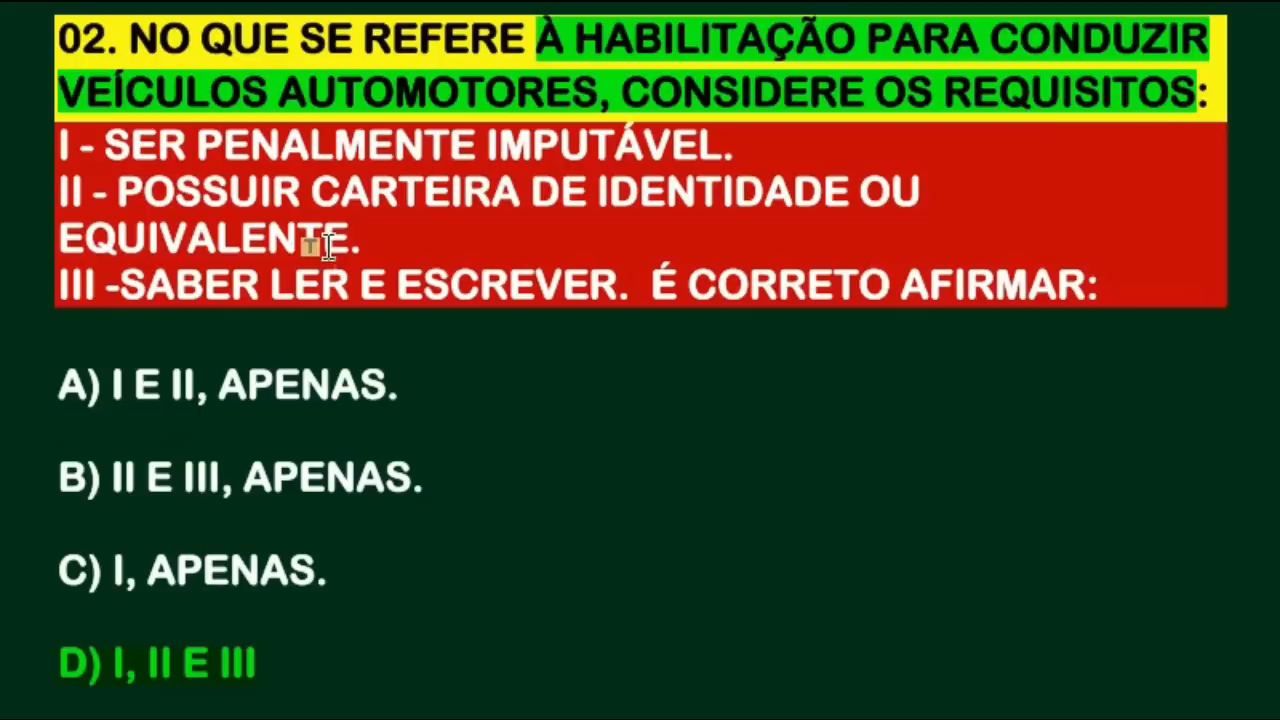 02. NO QUE SE REFERE À HABILITAÇÃO PARA CONDUZIR
VEÍCULOS AUTOMOTORES, CONSIDERE OS REQUISITOS:
I - SER PENALMENTE IMPUTÁVEL.
II - POSSUIR CARTEIRA DE IDENTIDADE OU
EQUIVALENTE.
III -SABER LER E ESCREVER.  É CORRETO AFIRMAR:
A) I E II, APENAS.
B) II E III, APENAS.
C) I, APENAS.
D) I, II E III